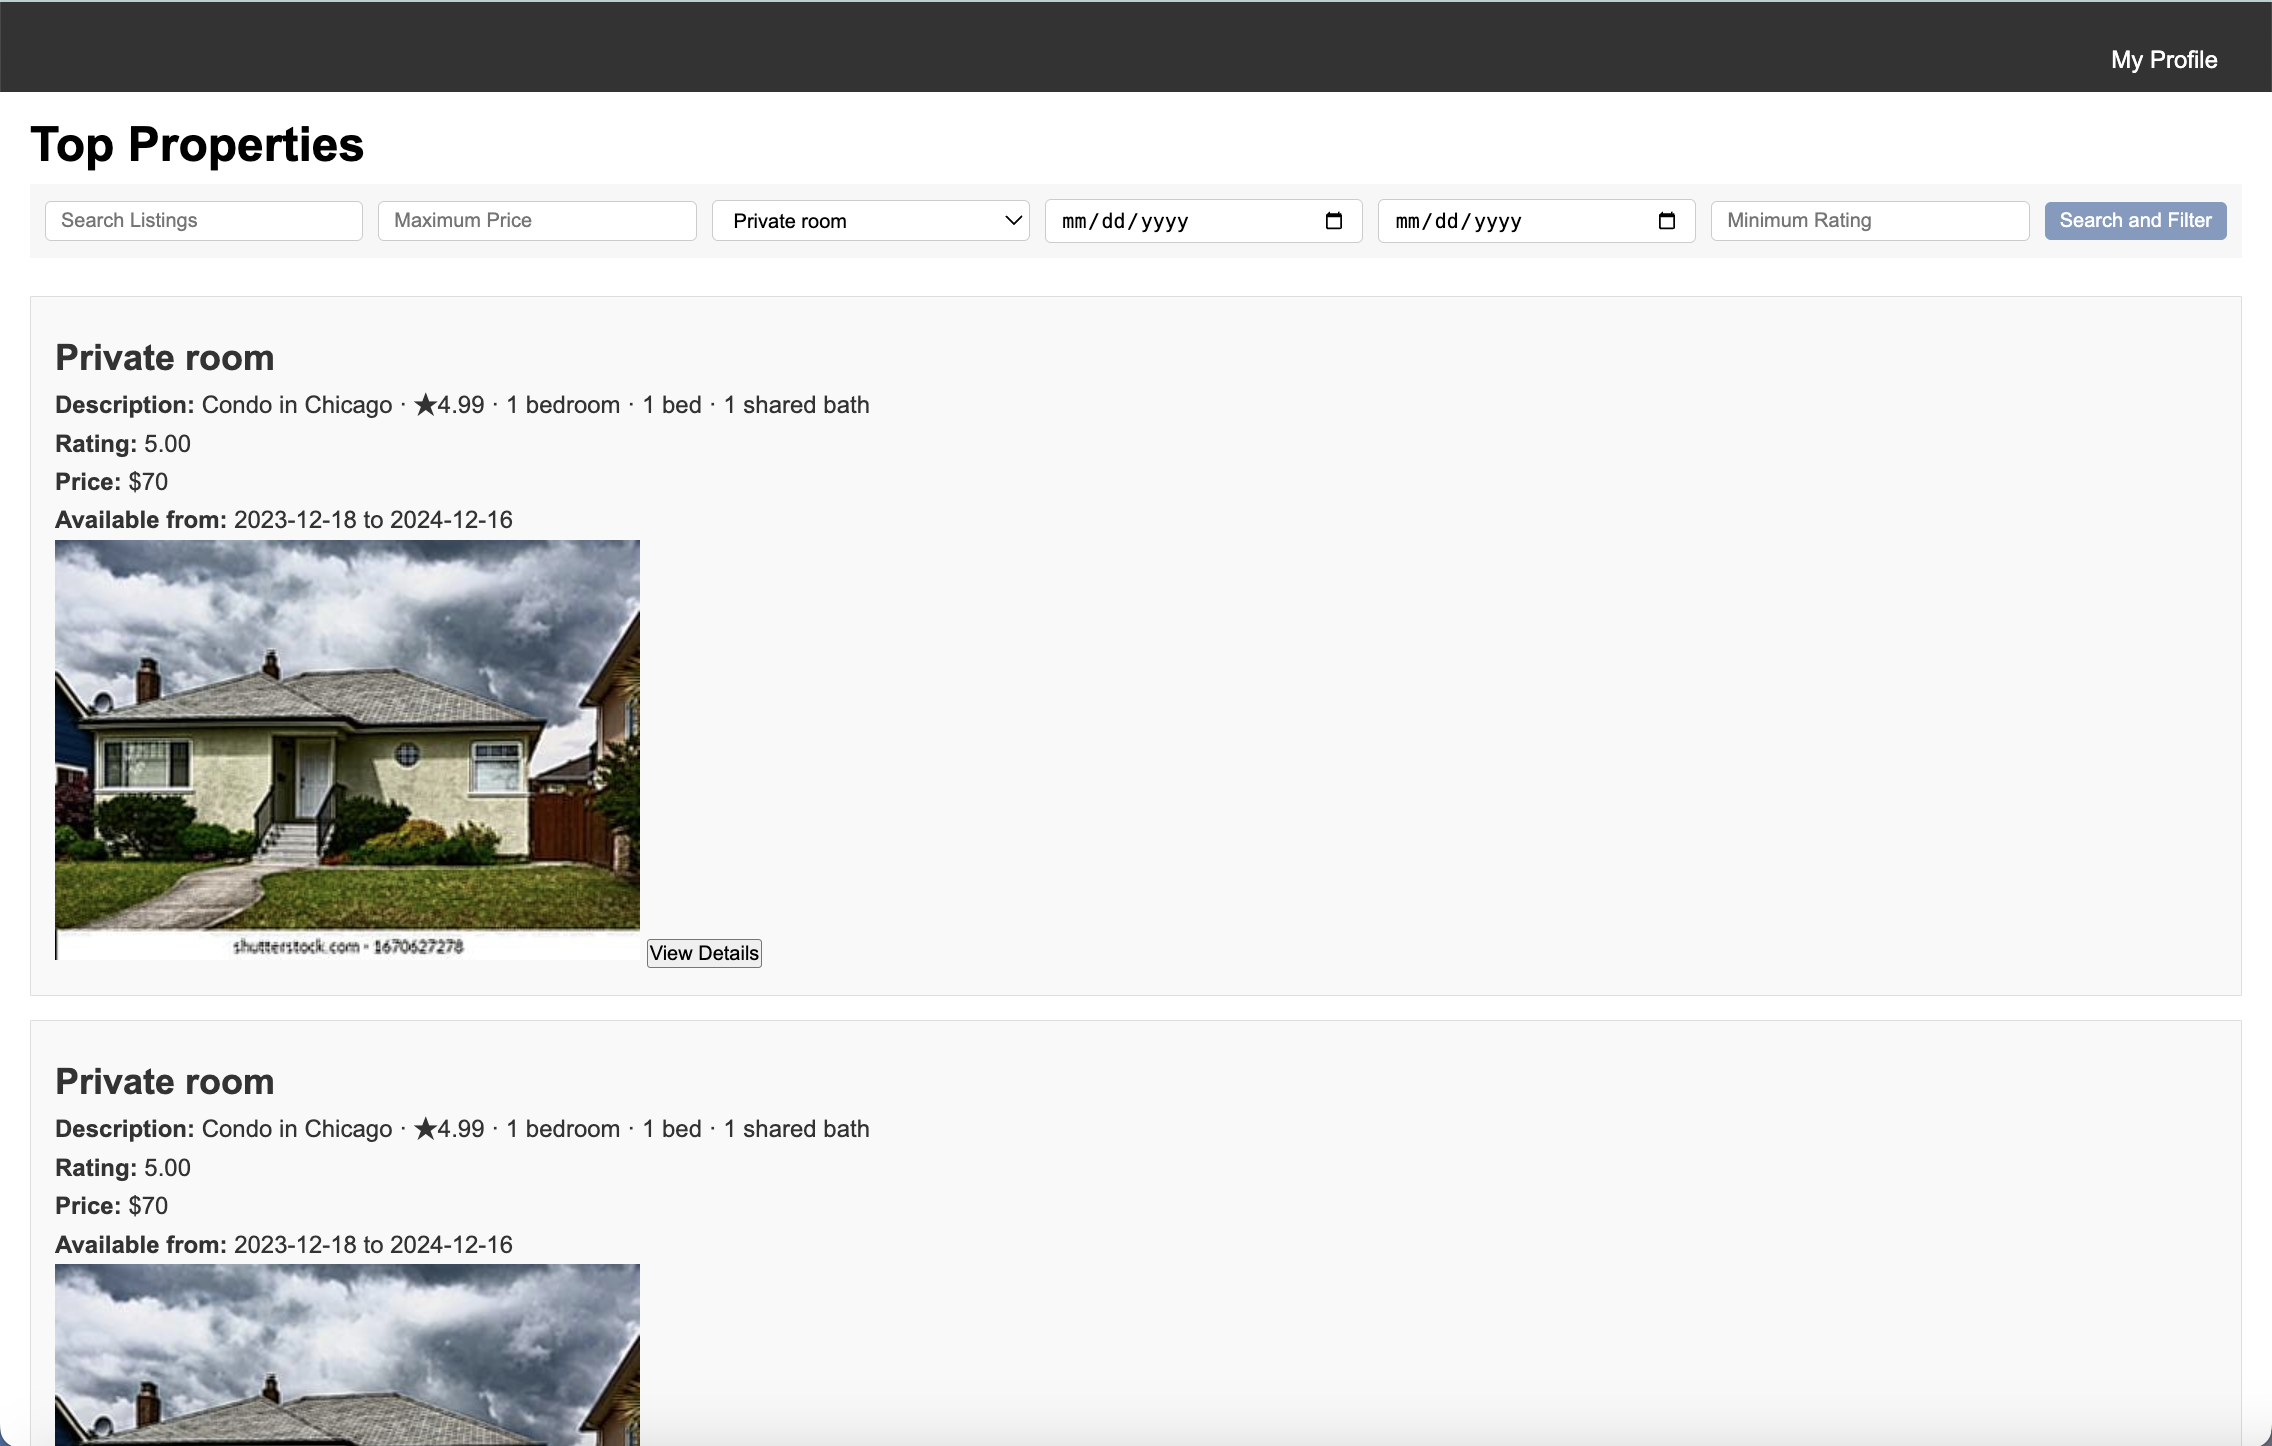 My Profile
Top Properties
Search Listings
Maximum Price
Private room
mm/dd/yyyy
mm/dd/yyyy
Minimum Rating
Search and Filter
Private room
Description: Condo in Chicago · ★4.99 · 1 bedroom · 1 bed · 1 shared bath
Rating: 5.00
Price: $70
Available from: 2023-12-18 to 2024-12-16
shutterstock.com · 1670627278
View Details
Private room
Description: Condo in Chicago · ★4.99 · 1 bedroom · 1 bed · 1 shared bath
Rating: 5.00
Price: $70
Available from: 2023-12-18 to 2024-12-16